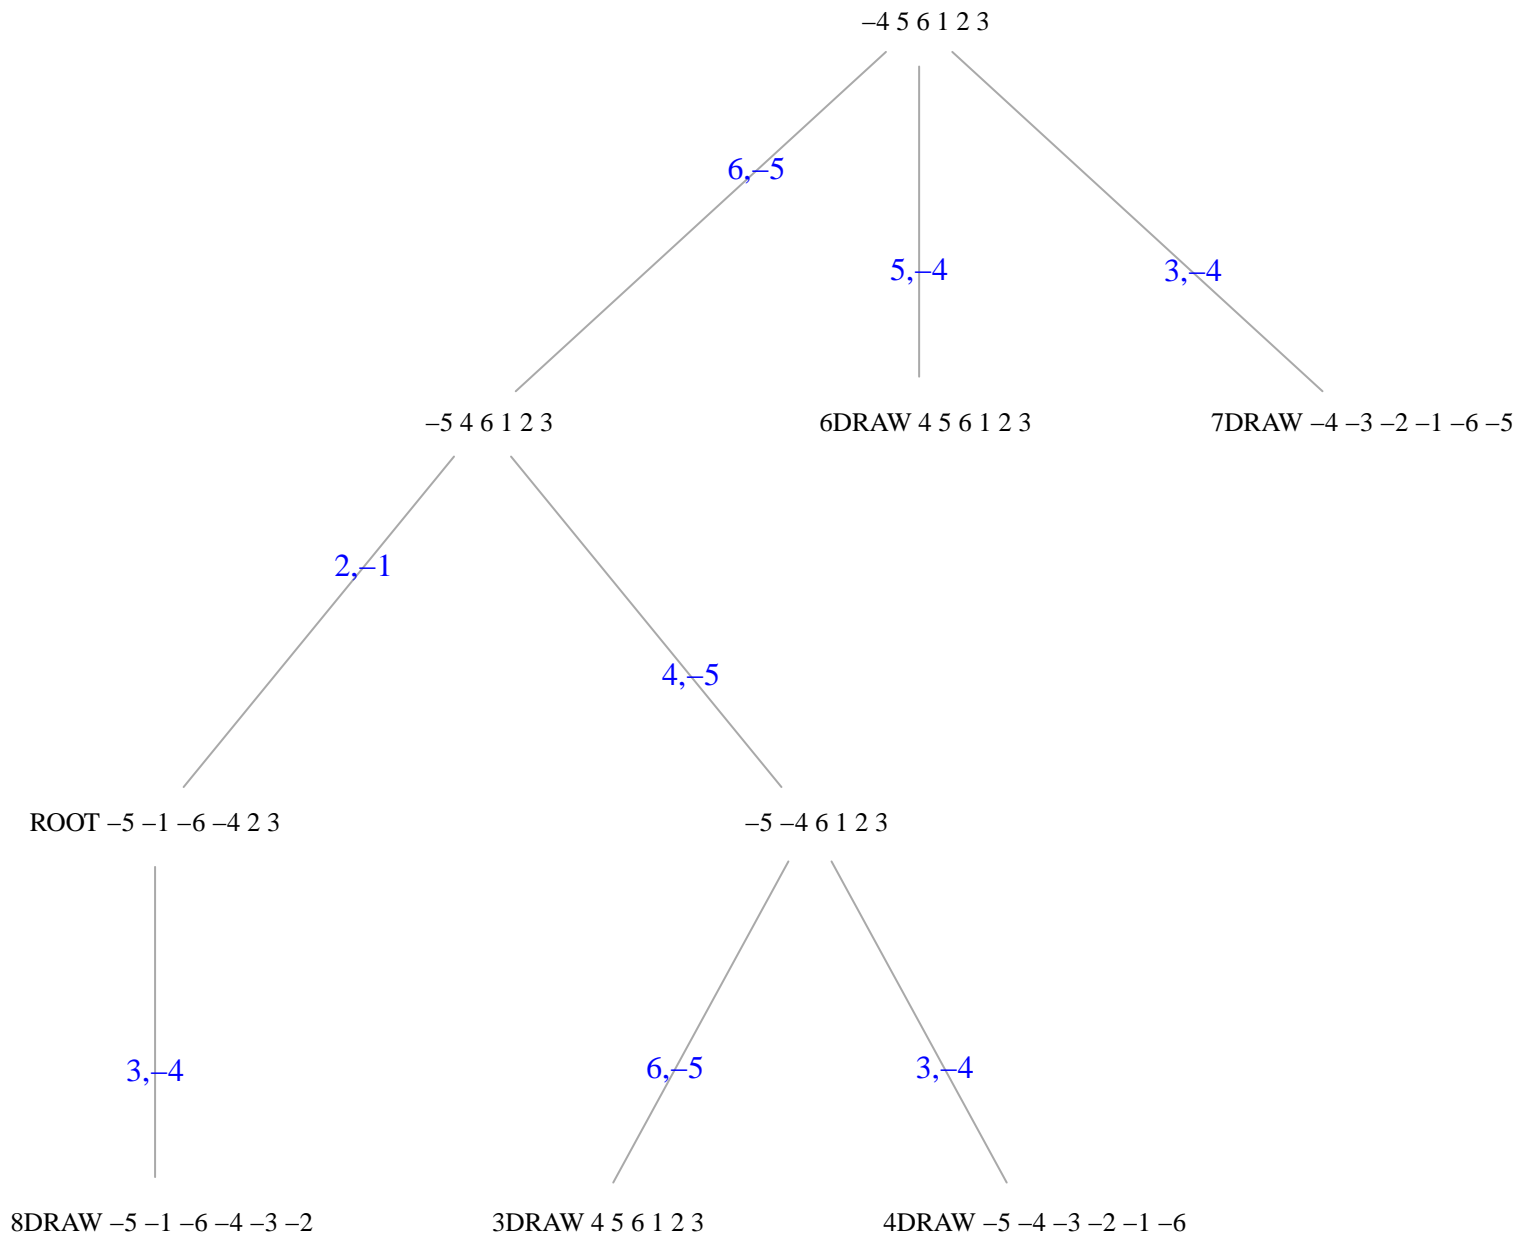 –4 5 6 1 2 3
6,–5
5,–4
3,–4
–5 4 6 1 2 3
6DRAW 4 5 6 1 2 3
7DRAW –4 –3 –2 –1 –6 –5
2,–1
4,–5
ROOT –5 –1 –6 –4 2 3
–5 –4 6 1 2 3
3,–4
6,–5
3,–4
8DRAW –5 –1 –6 –4 –3 –2
3DRAW 4 5 6 1 2 3
4DRAW –5 –4 –3 –2 –1 –6